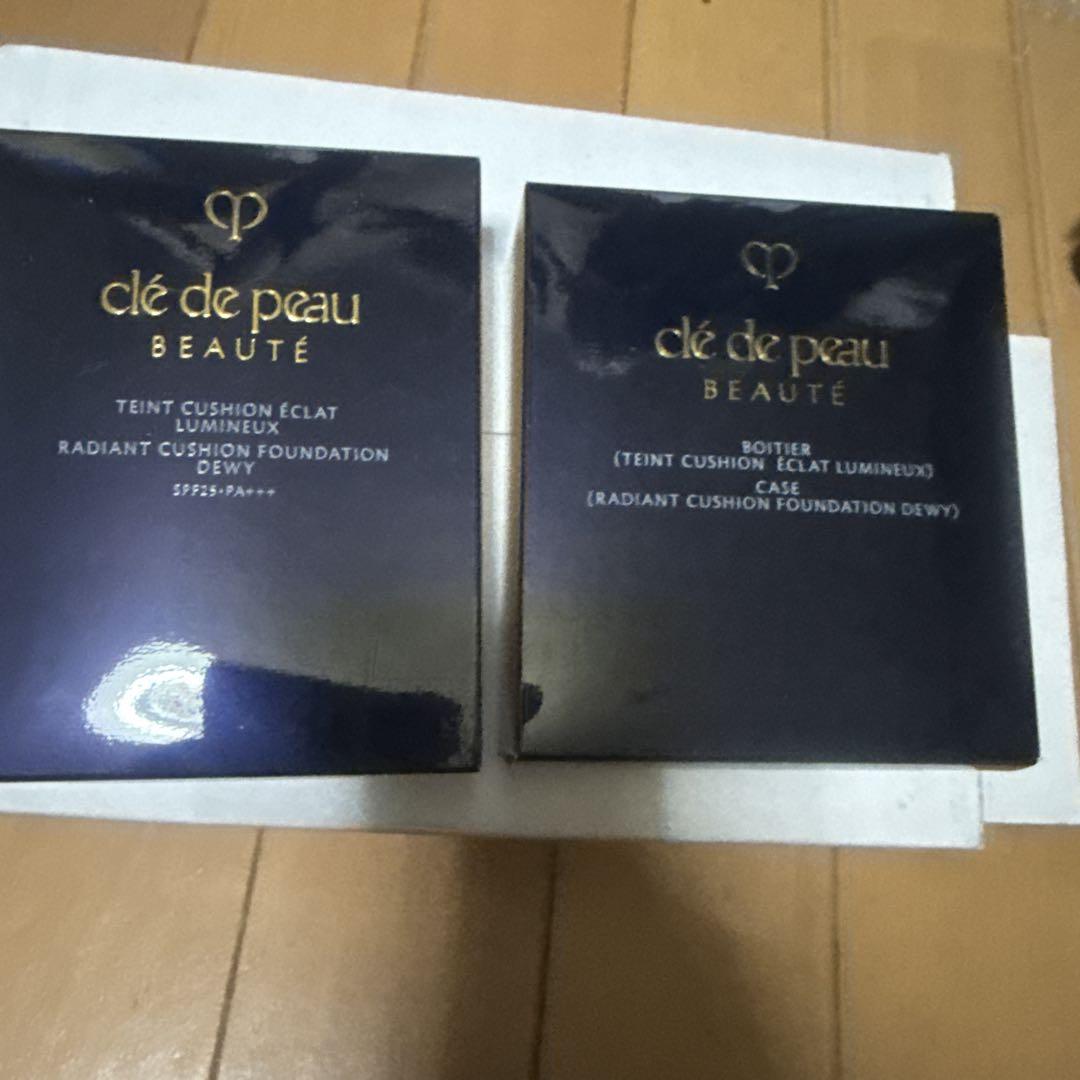 clé de peau
BEAUTÉ
TEINT CUSHION ÉCLAT
LUMINEUX
RADIANT CUSHION FOUNDATION
DEWY
SPF25・PA+++
clé de peau
BEAUTÉ
BOITIER
(TEINT CUSHION ÉCLAT LUMINEUX)
CASE
(RADIANT CUSHION FOUNDATION DEWY)